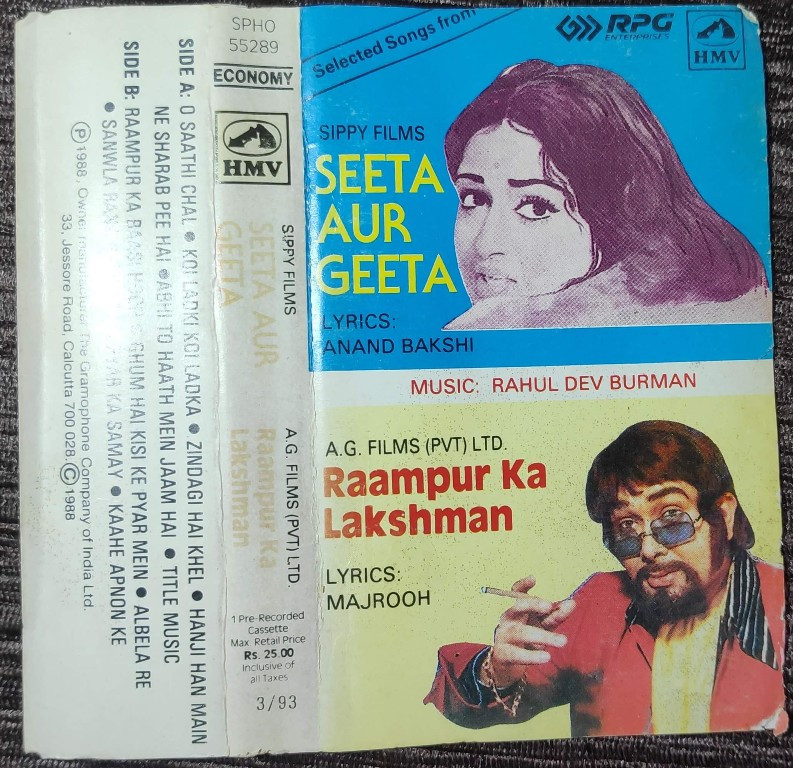 SIDE A: O SAATHI CHAL ● KOI LADKI KOI LADKA ● ZINDAGI HAI KHEL ● HANJI HAN MAIN
NE SHARAB PEE HAI ● ABHI TO HAATH MEIN JAAM HAI ● TITLE MUSIC
SIDE B: RAAMPUR KA ● GHUM HAI KISI KE PYAR MEIN ● ALBELA RE
● SANWLA KA SAMAY ● KAAHE APNON KE
Ⓟ 1988, Owner The Gramophone Company of India Ltd.
33, Jessore Road, Calcutta 700 028. Ⓒ 1988
SPHO
55289
ECONOMY
HMV
SIPPY FILMS
SEETA AUR
GEETA
A.G. FILMS (PVT) LTD.
Raampur Ka
Lakshman
1 Pre-Recorded
Cassette
Max Retail Price
Rs. 25.00
Inclusive of
all Taxes
3/93
Selected Songs from
RPG
ENTERPRISES
HMV
SIPPY FILMS
SEETA
AUR
GEETA
LYRICS:
ANAND BAKSHI
MUSIC: RAHUL DEV BURMAN
A.G. FILMS (PVT) LTD.
Raampur Ka
Lakshman
LYRICS:
MAJROOH